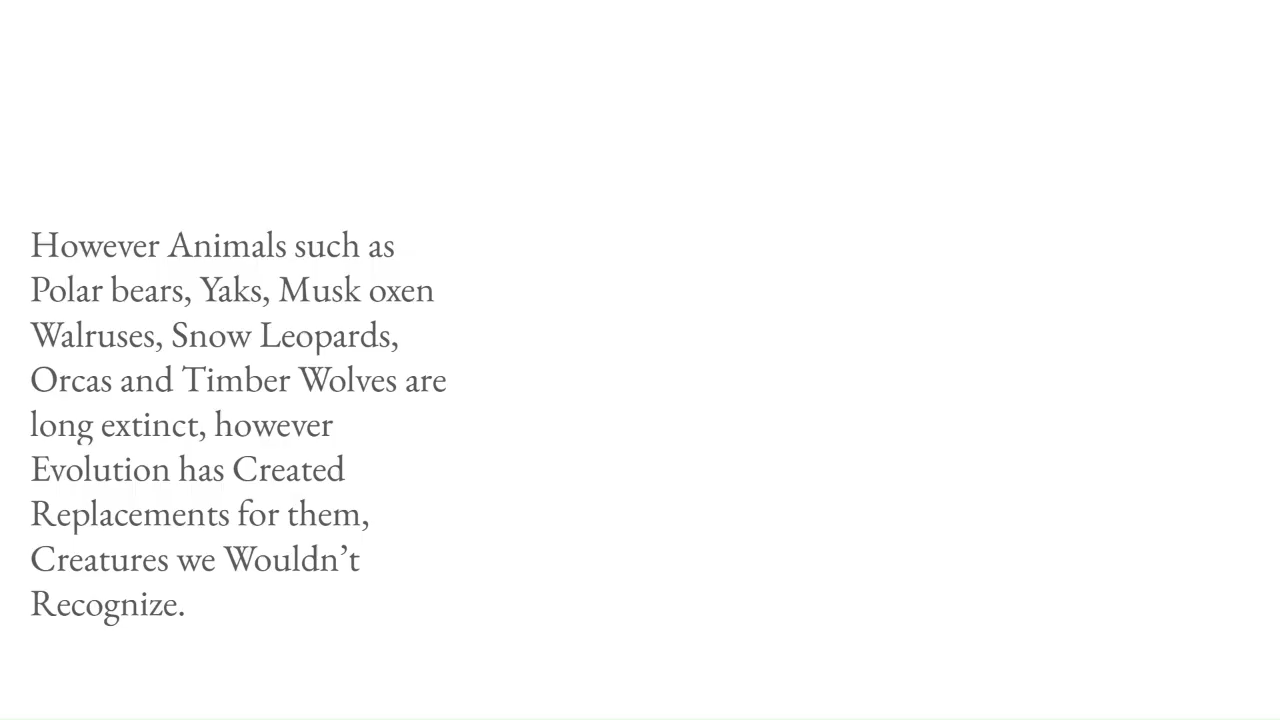 However Animals such as
Polar bears, Yaks, Musk oxen
Walruses, Snow Leopards,
Orcas and Timber Wolves are
long extinct, however
Evolution has Created
Replacements for them,
Creatures we Wouldn’t
Recognize.